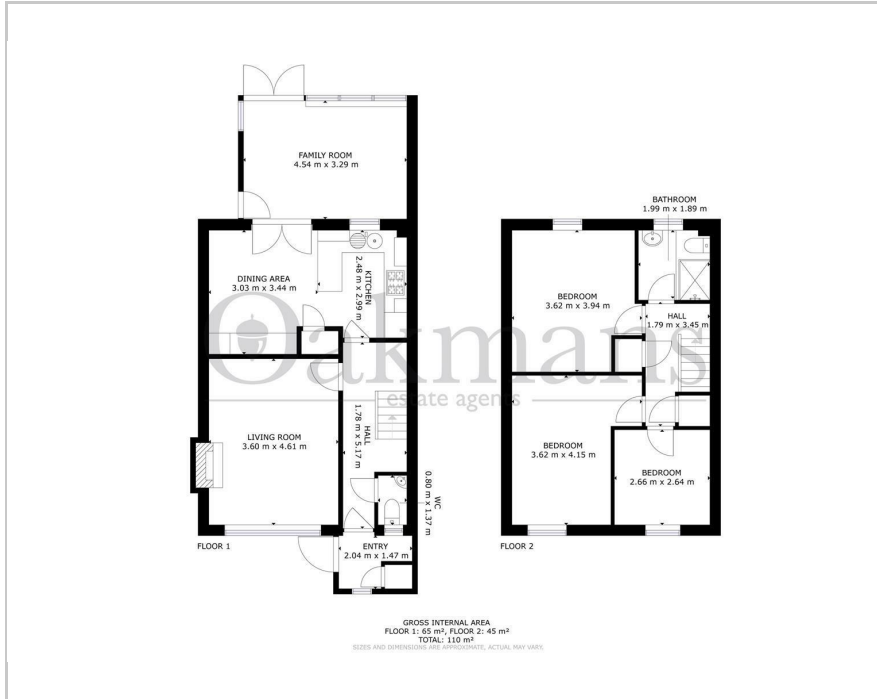 FAMILY ROOM
4.54 m x 3.29 m
DINING AREA
3.03 m x 3.44 m
KITCHEN
2.48 m x 2.99 m
Oakmans
estate agents
LIVING ROOM
3.60 m x 4.61 m
HALL
1.78 m x 5.17 m
WC
0.80 m x 1.37 m
ENTRY
2.04 m x 1.47 m
FLOOR 1
BATHROOM
1.99 m x 1.89 m
BEDROOM
3.62 m x 3.94 m
HALL
1.79 m x 3.45 m
BEDROOM
3.62 m x 4.15 m
BEDROOM
2.66 m x 2.64 m
FLOOR 2
GROSS INTERNAL AREA
FLOOR 1: 65 m², FLOOR 2: 45 m²
TOTAL: 110 m²
SIZES AND DIMENSIONS ARE APPROXIMATE, ACTUAL MAY VARY.